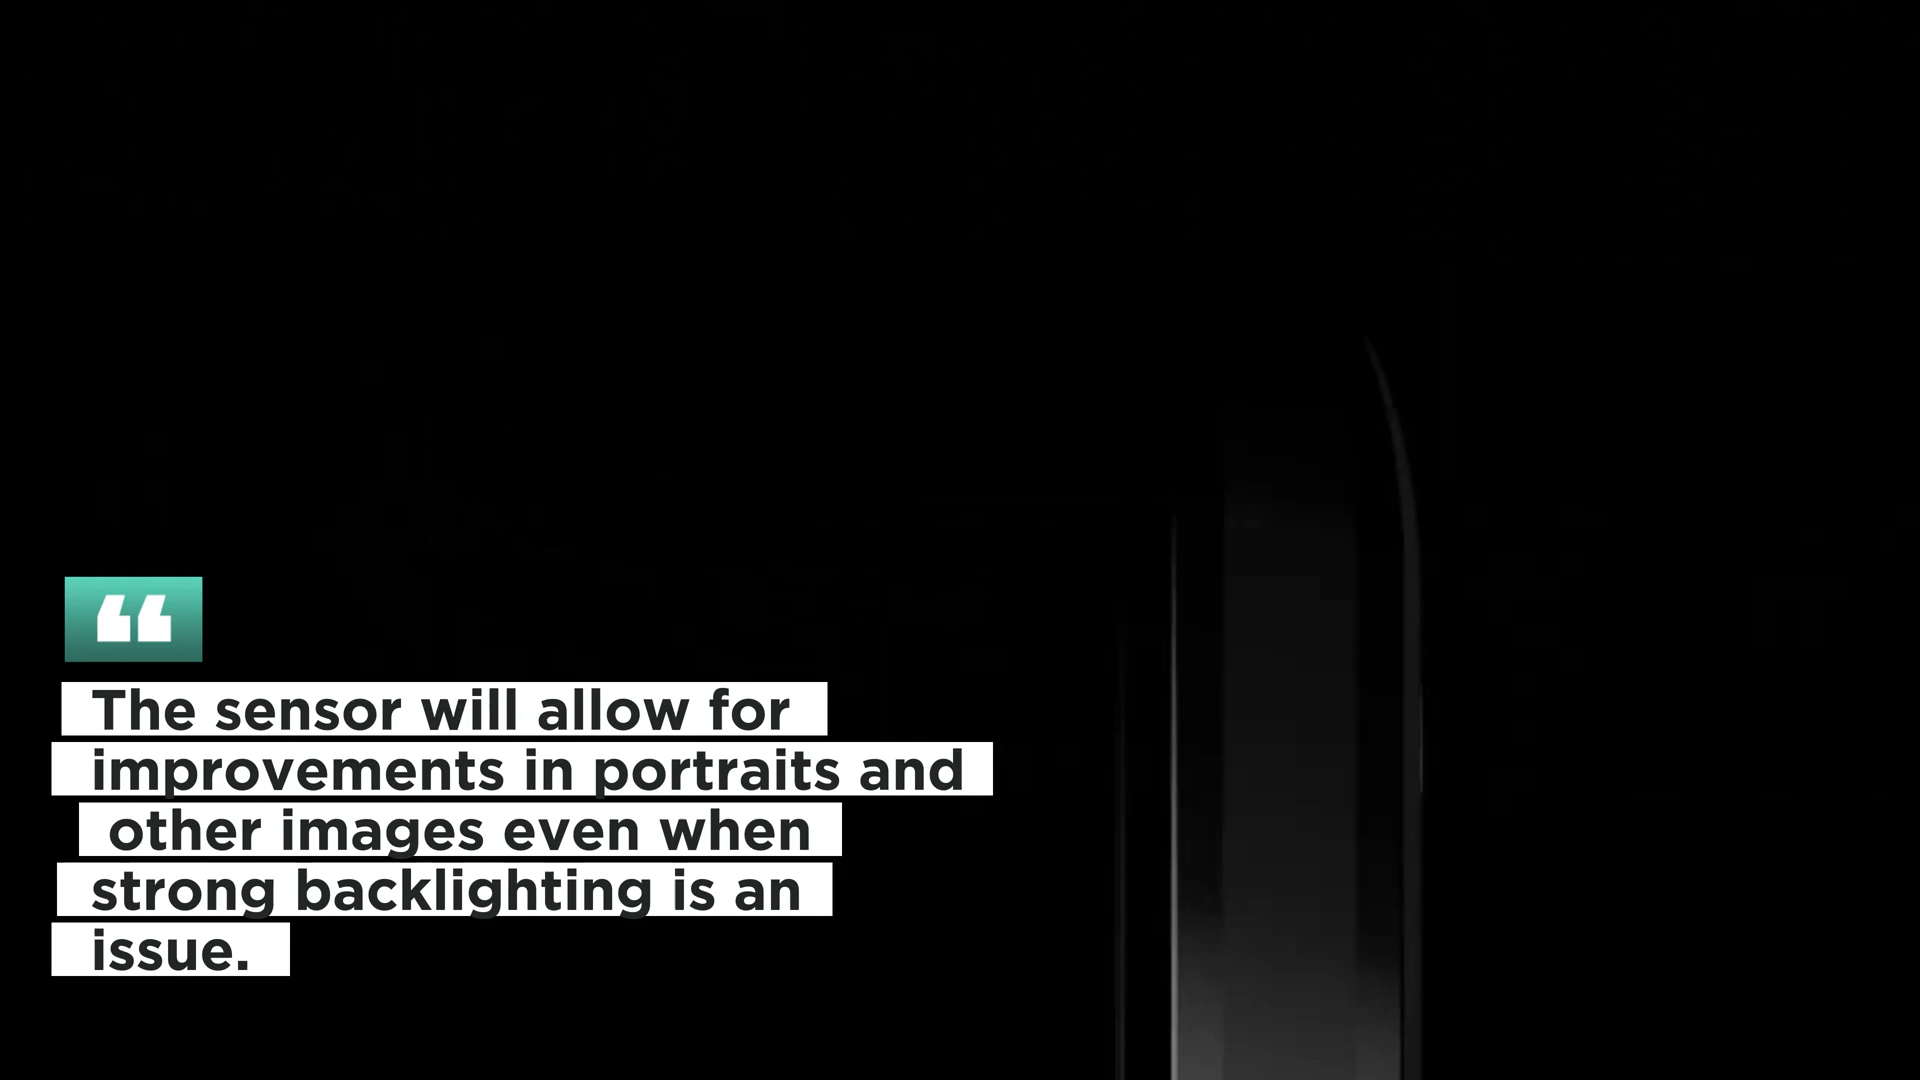 ❝
The sensor will allow for
improvements in portraits and
other images even when
strong backlighting is an
issue.